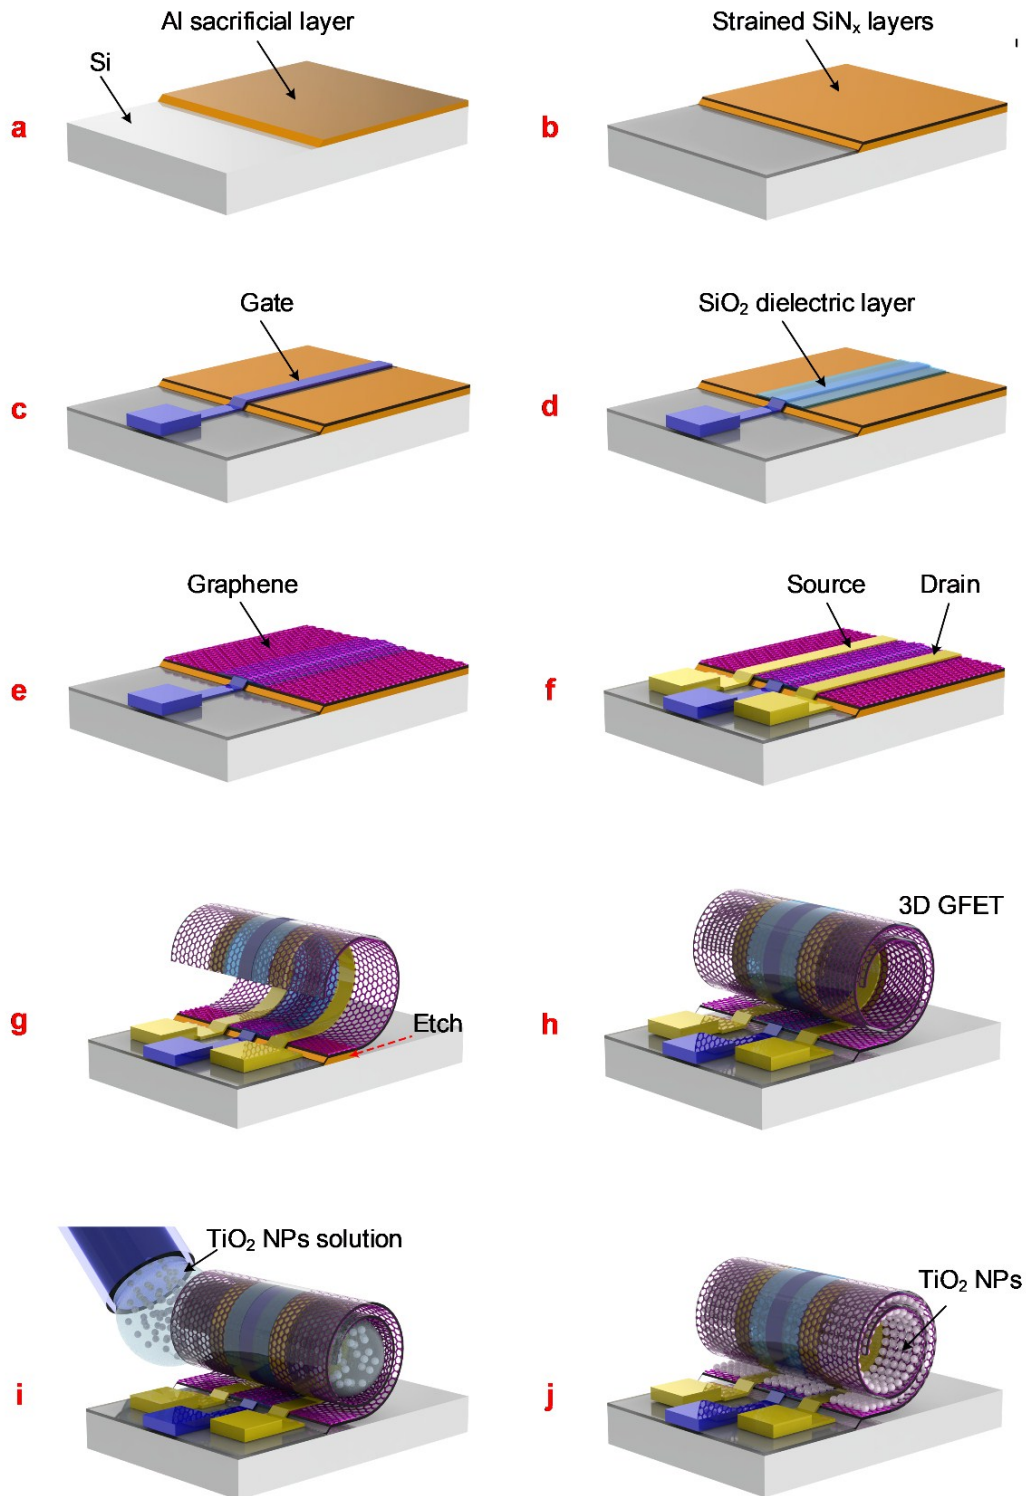 Al sacrificial layer
Si
a
Strained SiNₓ layers
b
Gate
c
SiO₂ dielectric layer
d
Graphene
e
Source
Drain
f
g
Etch
3D GFET
h
TiO₂ NPs solution
i
TiO₂ NPs
j